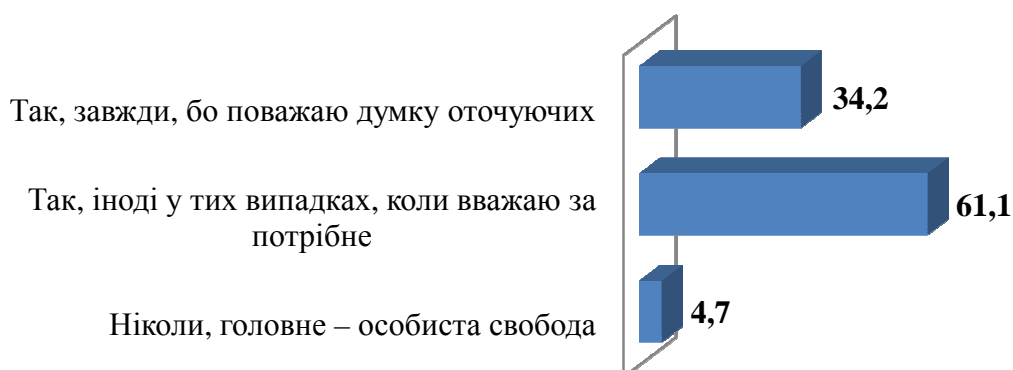 Так, завжди, бо поважаю думку оточуючих
34,2
Так, іноді у тих випадках, коли вважаю за
потрібне
61,1
Ніколи, головне – особиста свобода
4,7